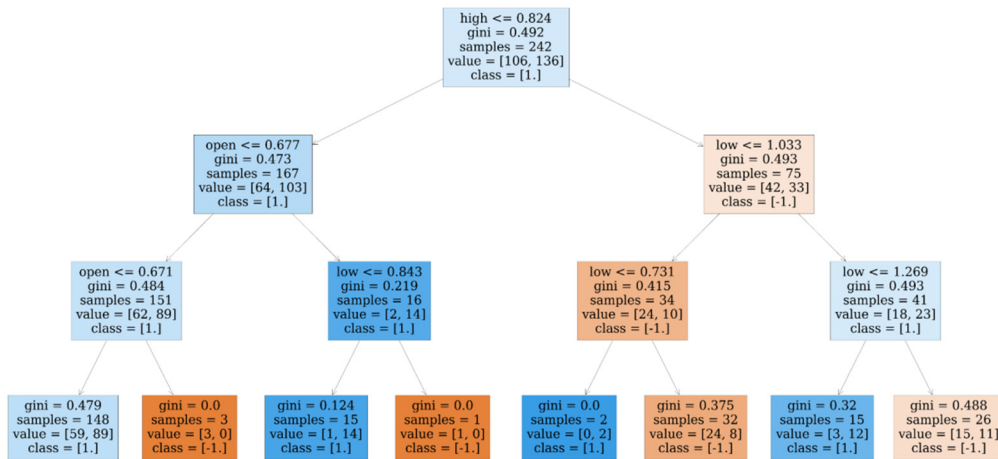 high <= 0.824
gini = 0.492
samples = 242
value = [106, 136]
class = [1.]
open <= 0.677
gini = 0.473
samples = 167
value = [64, 103]
class = [1.]
low <= 1.033
gini = 0.493
samples = 75
value = [42, 33]
class = [-1.]
open <= 0.671
gini = 0.484
samples = 151
value = [62, 89]
class = [1.]
low <= 0.843
gini = 0.219
samples = 16
value = [2, 14]
class = [1.]
low <= 0.731
gini = 0.415
samples = 34
value = [24, 10]
class = [-1.]
low <= 1.269
gini = 0.493
samples = 41
value = [18, 23]
class = [1.]
gini = 0.479
samples = 148
value = [59, 89]
class = [1.]
gini = 0.0
samples = 3
value = [3, 0]
class = [-1.]
gini = 0.124
samples = 15
value = [1, 14]
class = [1.]
gini = 0.0
samples = 1
value = [1, 0]
class = [-1.]
gini = 0.0
samples = 2
value = [0, 2]
class = [1.]
gini = 0.375
samples = 32
value = [24, 8]
class = [-1.]
gini = 0.32
samples = 15
value = [3, 12]
class = [1.]
gini = 0.488
samples = 26
value = [15, 11]
class = [-1.]